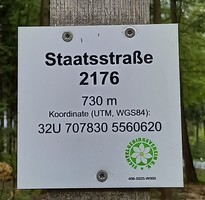 Staatsstraße
2176
730 m
Koordinate (UTM, WGS84):
32U 707830 5560620